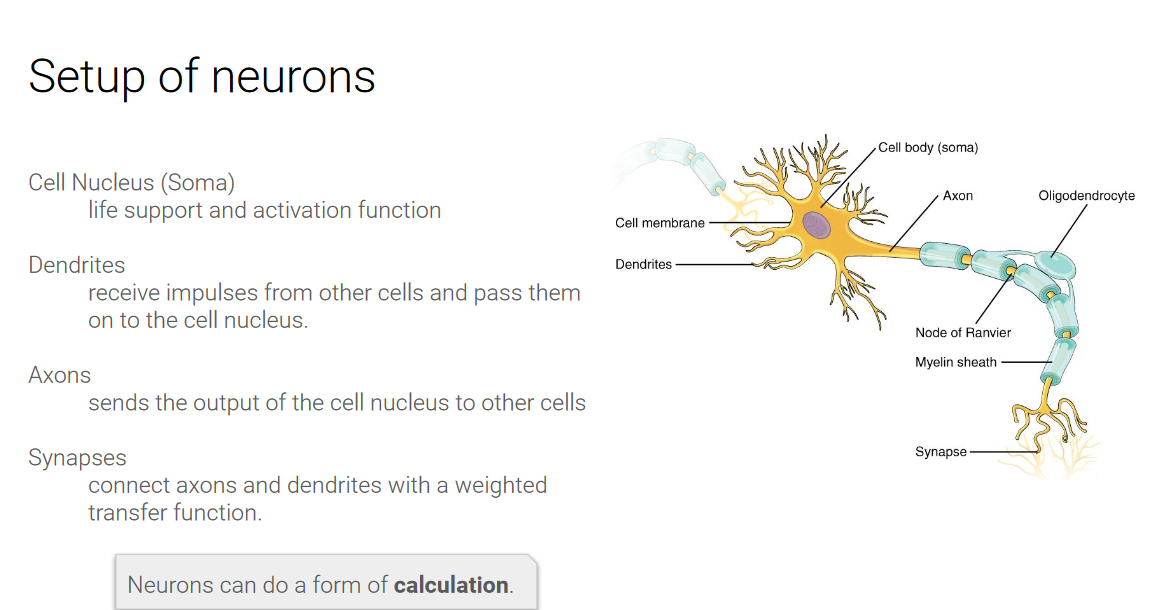 Setup of neurons
Cell Nucleus (Soma)
life support and activation function
Dendrites
receive impulses from other cells and pass them
on to the cell nucleus.
Axons
sends the output of the cell nucleus to other cells
Synapses
connect axons and dendrites with a weighted
transfer function.
Neurons can do a form of calculation.
Cell body (soma)
Axon
Oligodendrocyte
Cell membrane
Dendrites
Node of Ranvier
Myelin sheath
Synapse